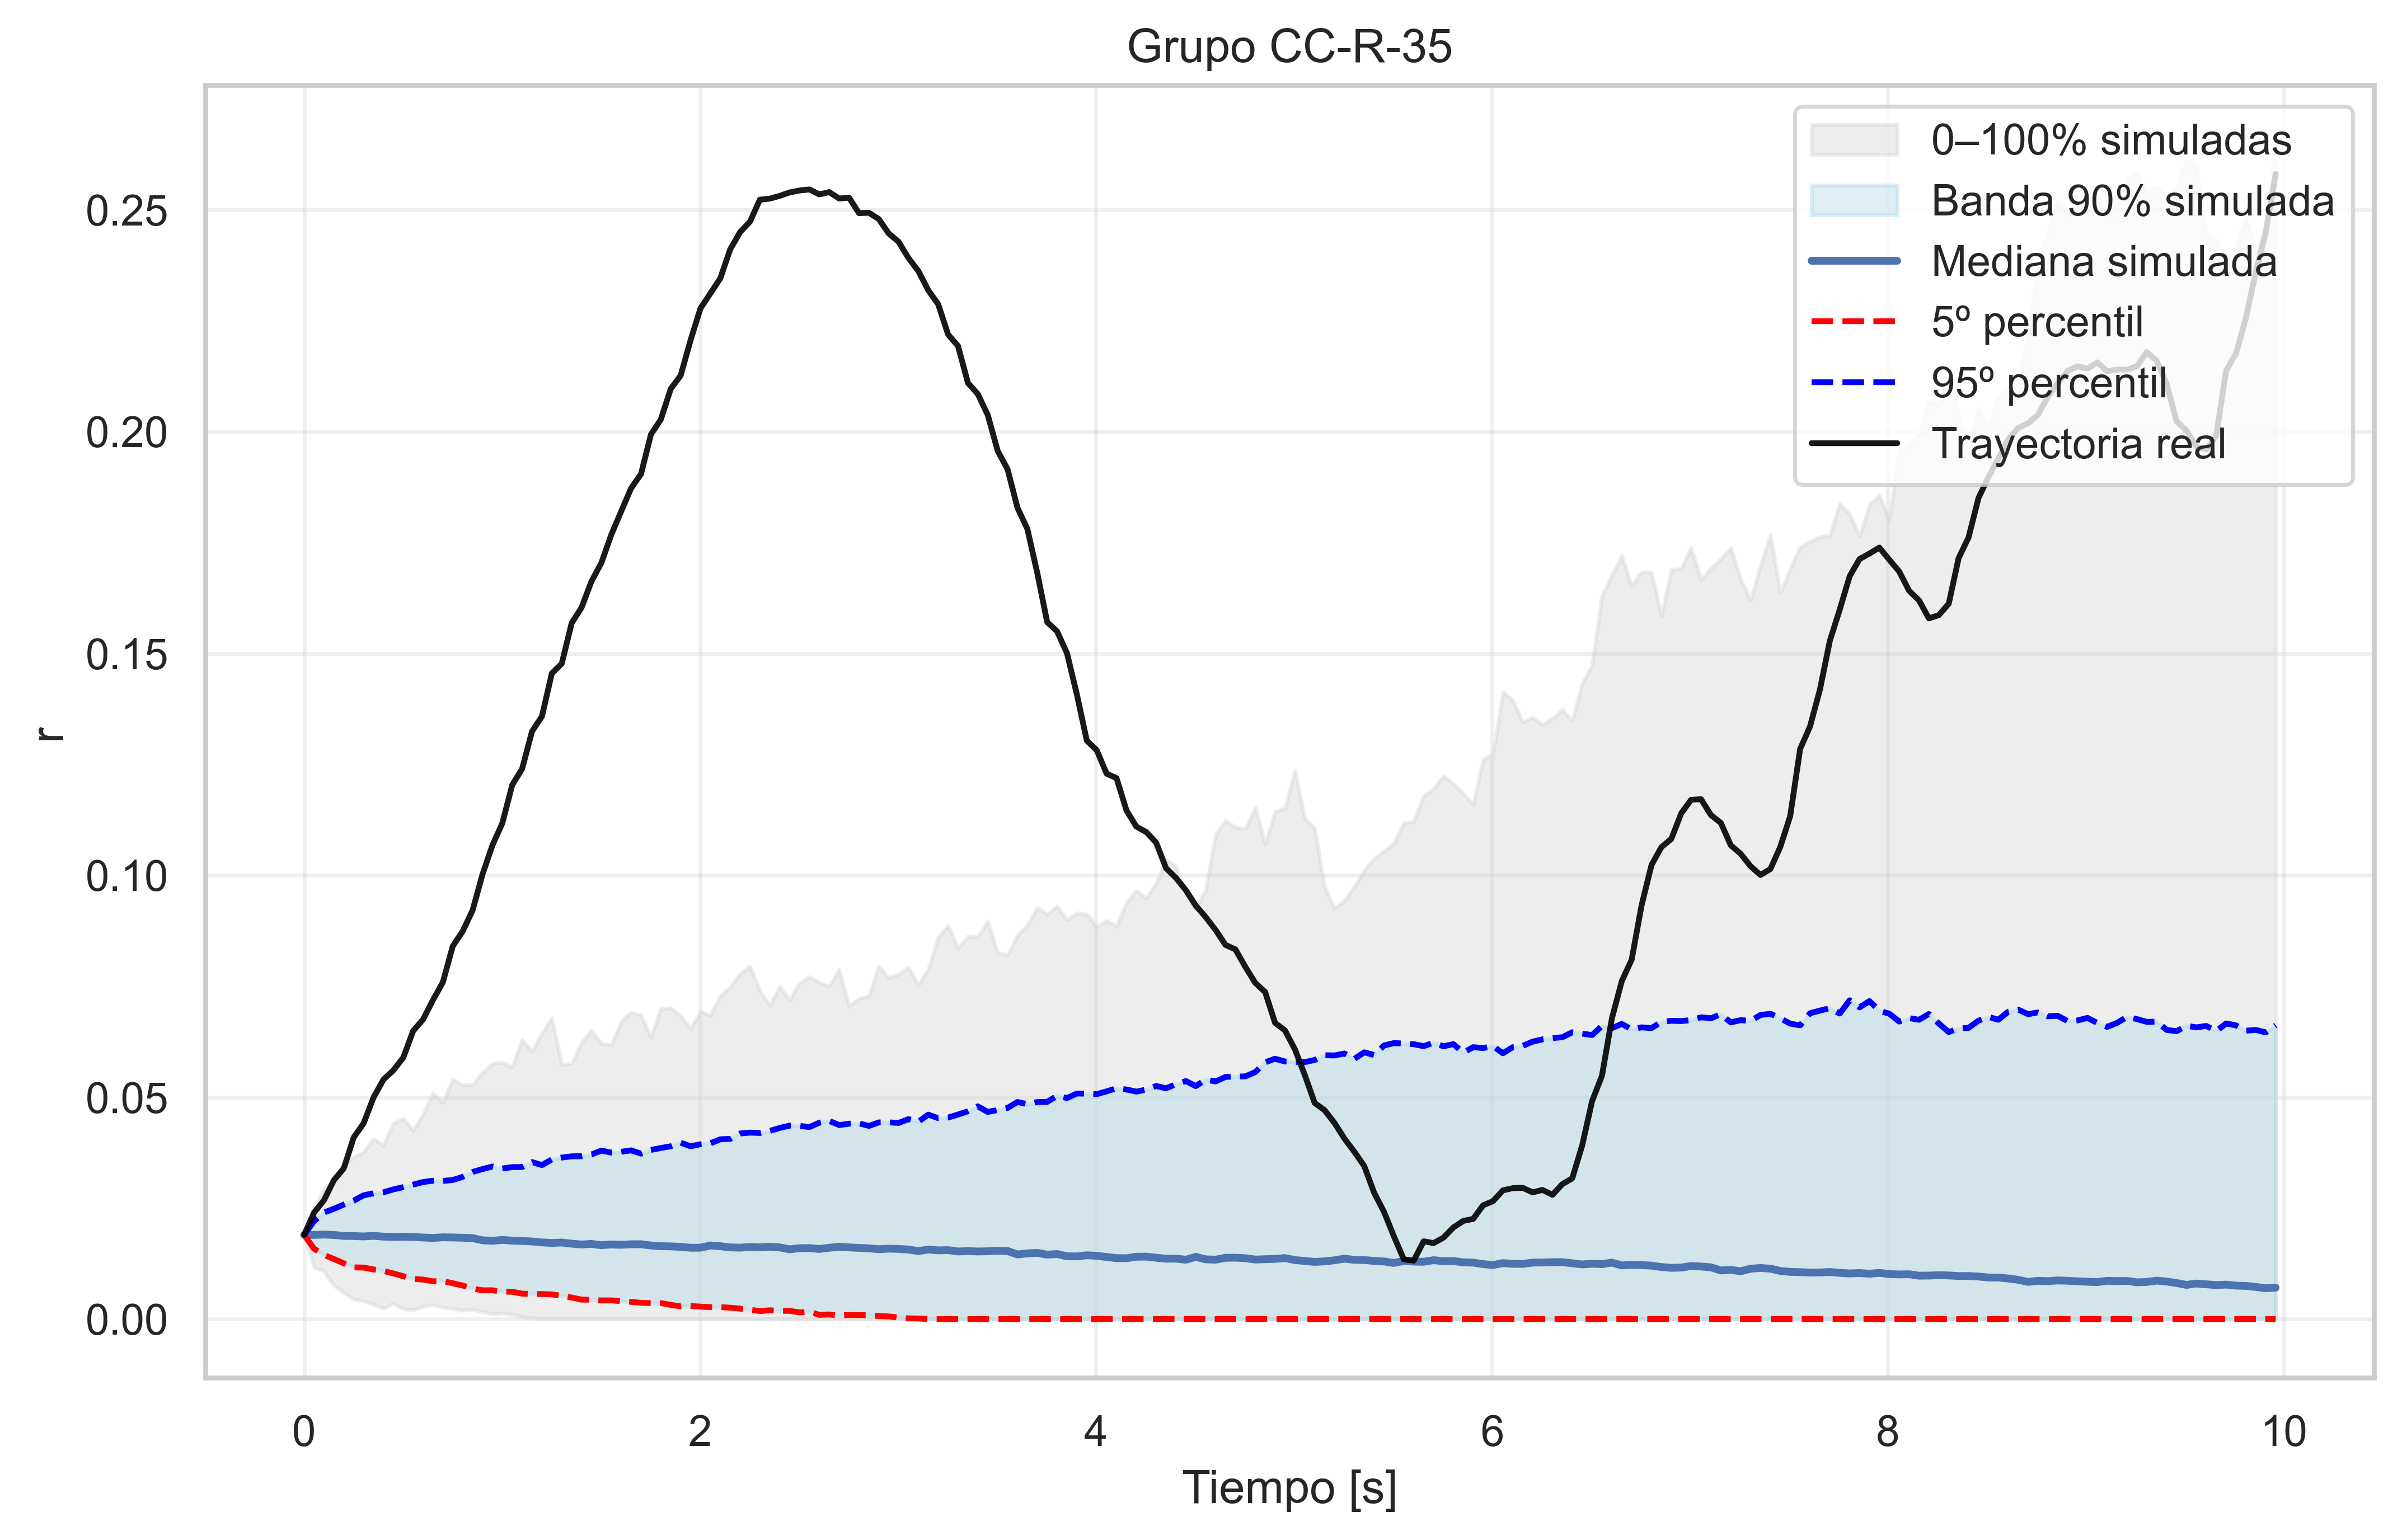 Grupo CC-R-35
0–100% simuladas
Banda 90% simulada
Mediana simulada
5º percentil
95º percentil
Trayectoria real
r
0.25
0.20
0.15
0.10
0.05
0.00
0 2 4 6 8 10
Tiempo [s]